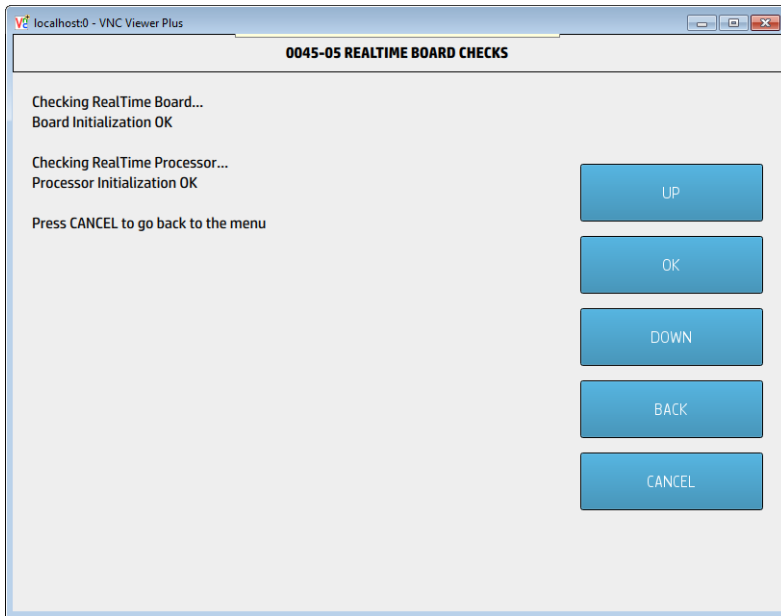 localhost:0 - VNC Viewer Plus
0045-05 REALTIME BOARD CHECKS
Checking RealTime Board...
Board Initialization OK
Checking RealTime Processor...
Processor Initialization OK
Press CANCEL to go back to the menu
UP
OK
DOWN
BACK
CANCEL